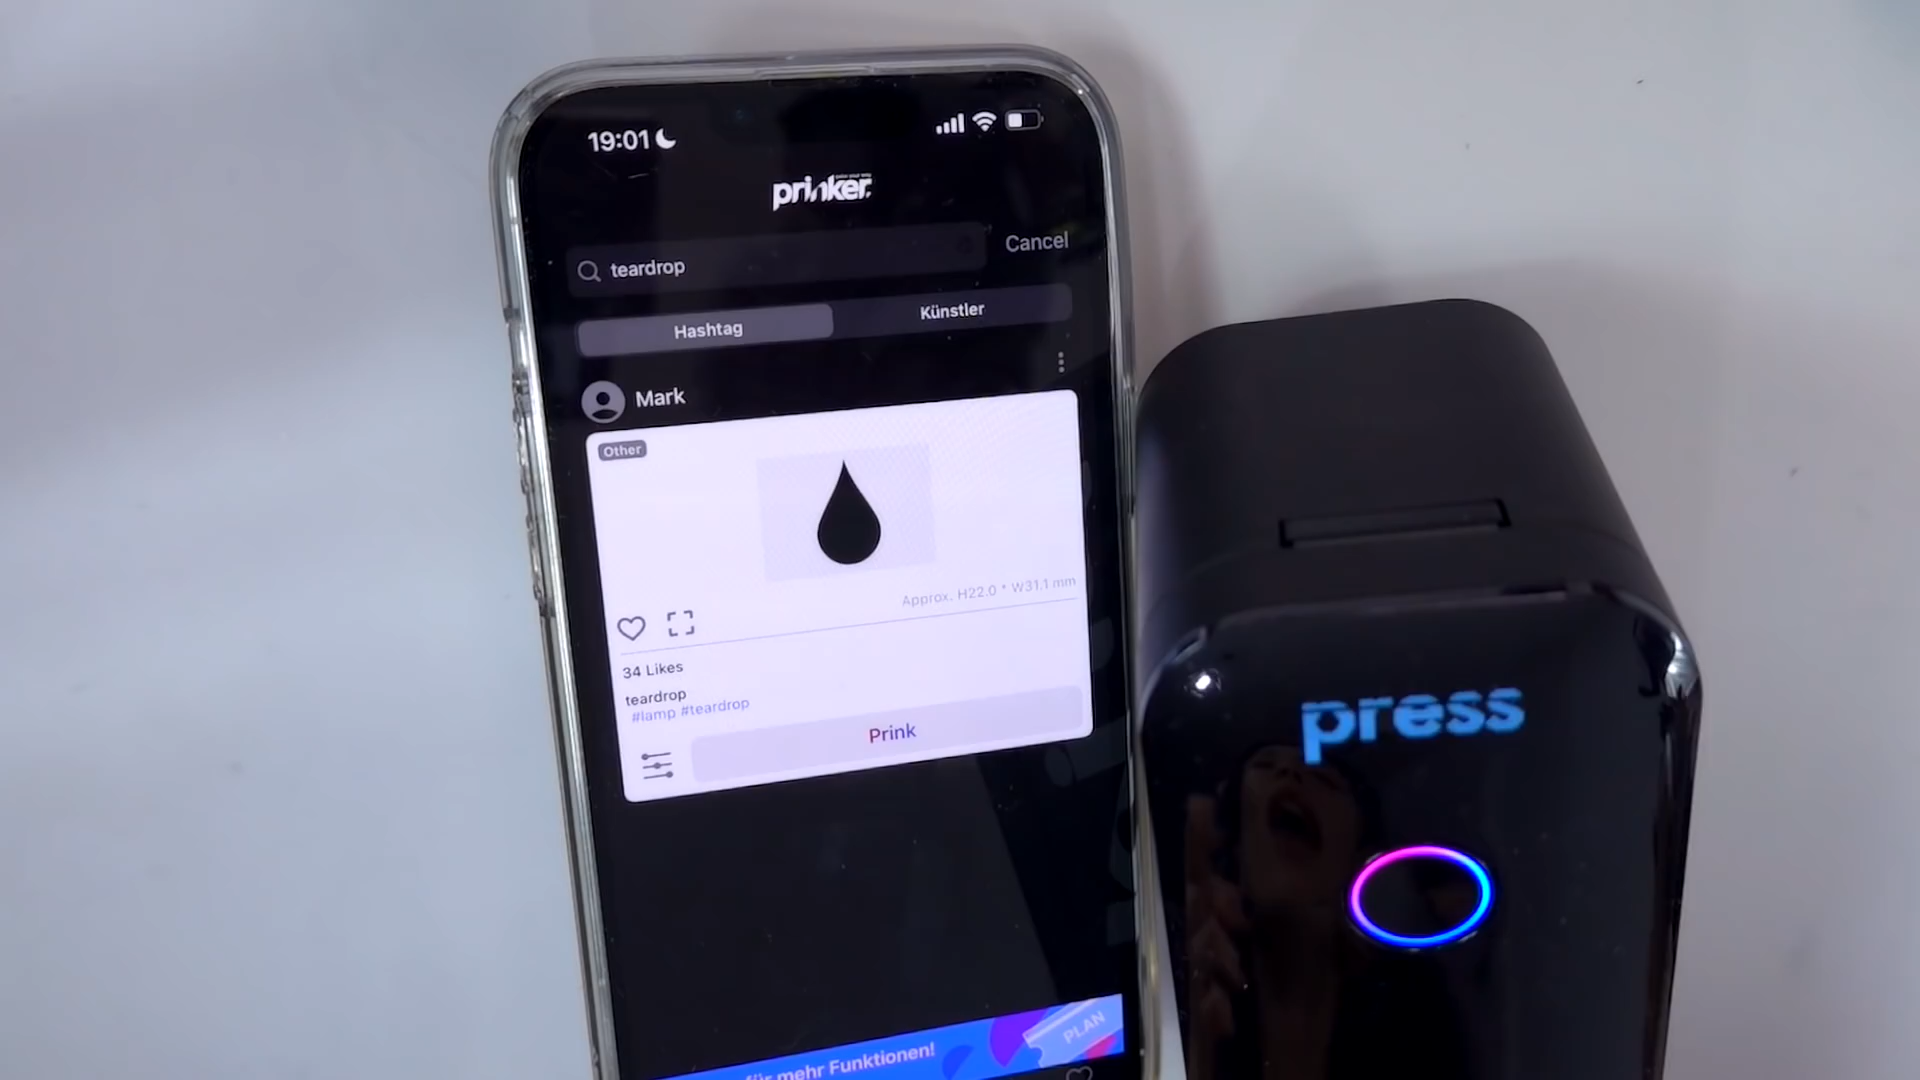 19:01
prinker.
teardrop
Cancel
Hashtag
Künstler
Mark
Other
Approx. H22.0 * W31.1 mm
34 Likes
teardrop
#lamp #teardrop
Prink
für mehr Funktionen!
PLAN
press